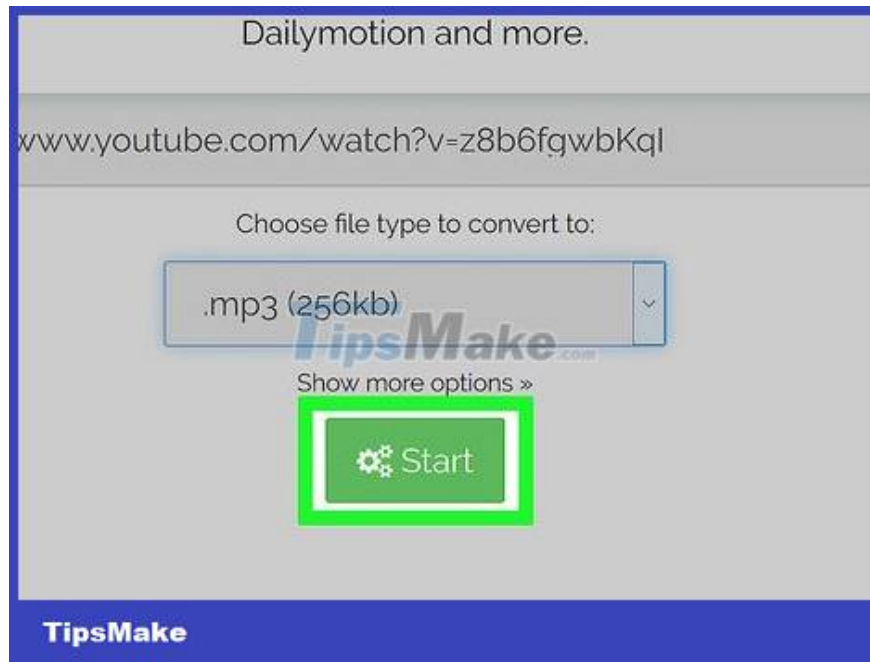 Dailymotion and more.
www.youtube.com/watch?v=z8b6fgwbKqI
Choose file type to convert to:
.mp3 (256kb)
TipsMake.com
Show more options »
Start
TipsMake